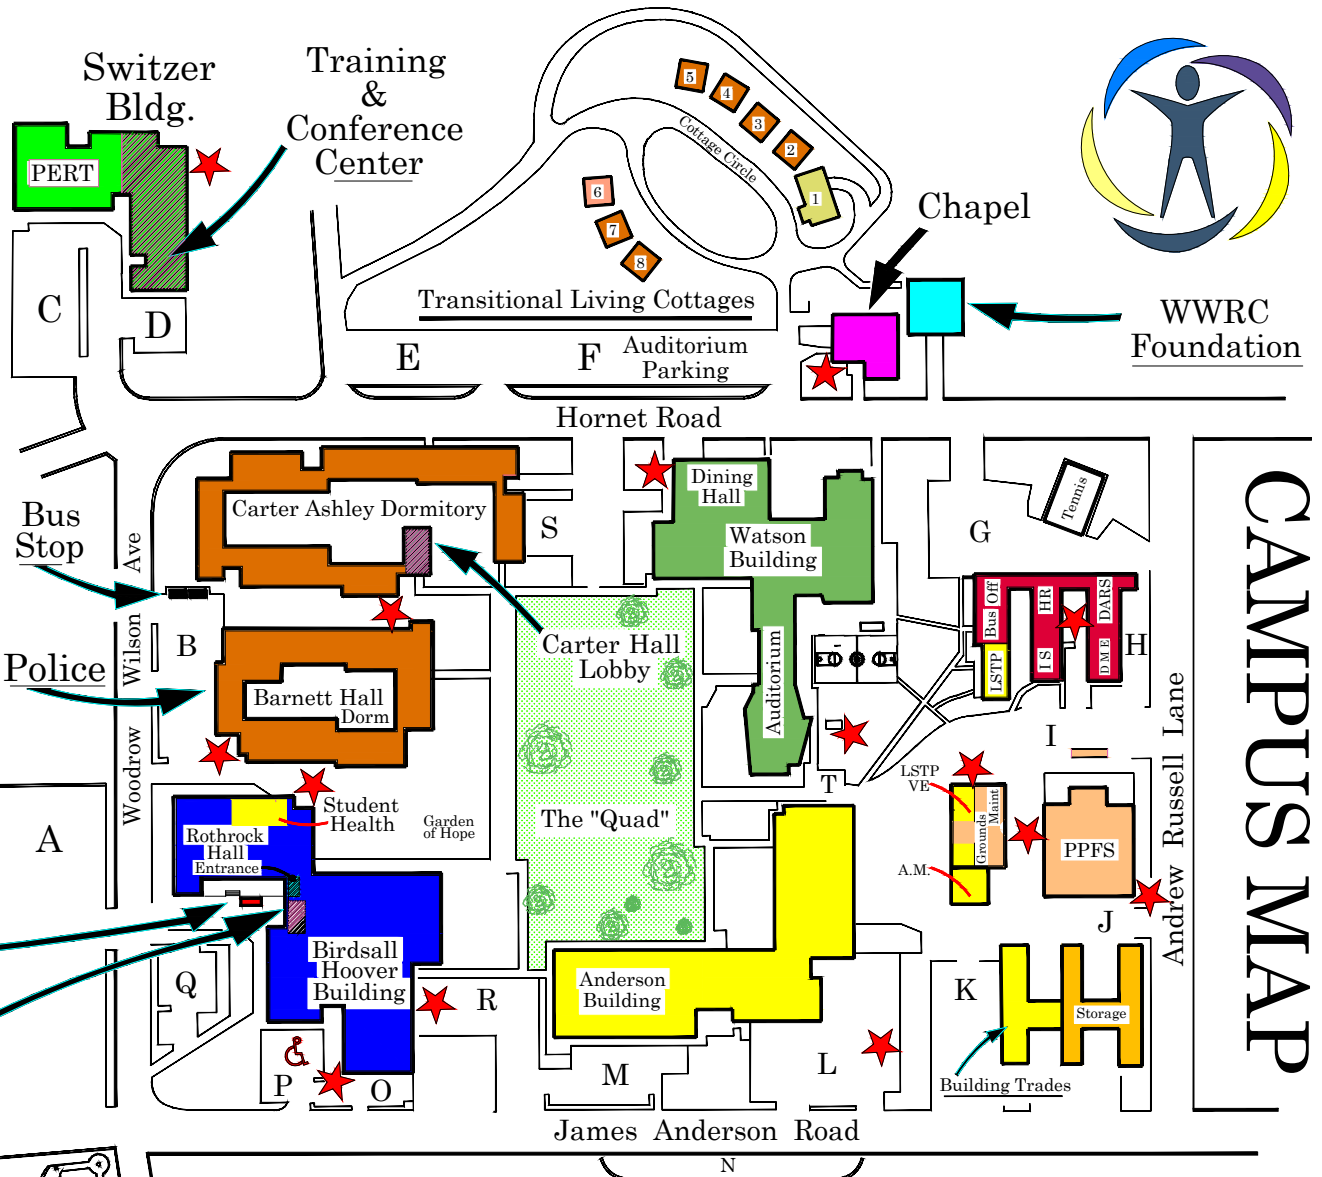 Switzer
Bldg.
Training
&
Conference
Center
PERT
C
D
5
4
3
2
1
6
7
8
Cottage Circle
Transitional Living Cottages
Chapel
WWRC
Foundation
E
F
Auditorium
Parking
Hornet Road
Bus
Stop
Police
Woodrow Wilson Ave
Carter Ashley Dormitory
S
B
Barnett Hall
Dorm
Carter Hall
Lobby
Dining
Hall
Watson
Building
Auditorium
G
Tennis
Bus Off
LSTP
HR
I S
DARS
D M E
H
I
T
LSTP
VE
A.M.
Grounds
Maint
PPFS
J
Andrew Russell Lane
CAMPUS MAP
A
Student
Health
Rothrock
Hall
Entrance
Garden
of Hope
The "Quad"
Birdsall
Hoover
Building
Q
R
P
O
Anderson
Building
M
L
K
Storage
Building Trades
James Anderson Road
N